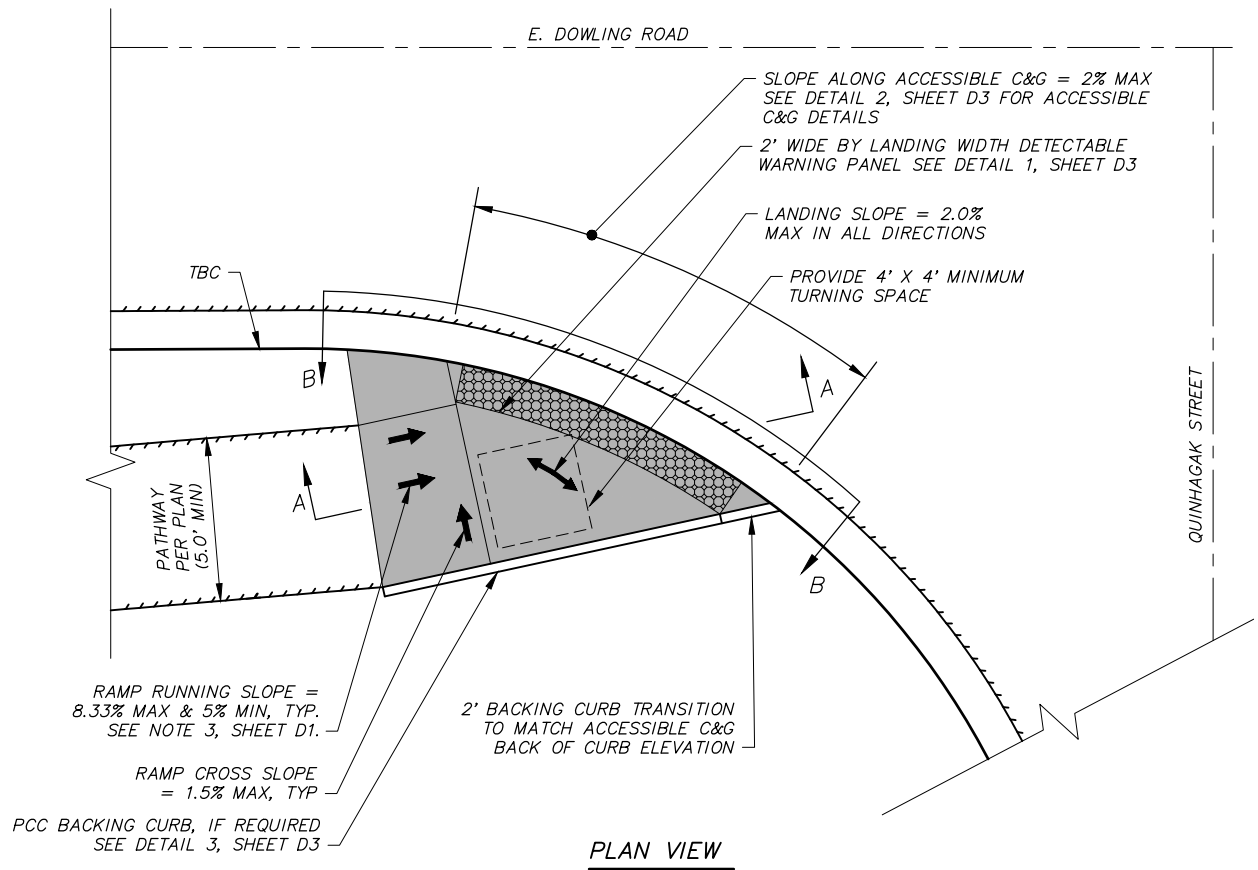 E. DOWLING ROAD
SLOPE ALONG ACCESSIBLE C&G = 2% MAX
SEE DETAIL 2, SHEET D3 FOR ACCESSIBLE
C&G DETAILS
2' WIDE BY LANDING WIDTH DETECTABLE
WARNING PANEL SEE DETAIL 1, SHEET D3
LANDING SLOPE = 2.0%
MAX IN ALL DIRECTIONS
PROVIDE 4' X 4' MINIMUM
TURNING SPACE
TBC
B
A
A
B
PATHWAY
PER PLAN
(5.0' MIN)
QUINHAGAK STREET
RAMP RUNNING SLOPE =
8.33% MAX & 5% MIN, TYP.
SEE NOTE 3, SHEET D1.
2' BACKING CURB TRANSITION
TO MATCH ACCESSIBLE C&G
BACK OF CURB ELEVATION
RAMP CROSS SLOPE
= 1.5% MAX, TYP
PCC BACKING CURB, IF REQUIRED
SEE DETAIL 3, SHEET D3
PLAN VIEW